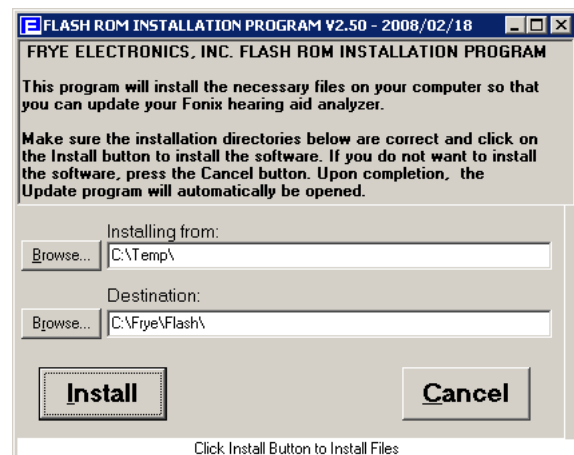 FLASH ROM INSTALLATION PROGRAM V2.50 - 2008/02/18
FRYE ELECTRONICS, INC. FLASH ROM INSTALLATION PROGRAM
This program will install the necessary files on your computer so that
you can update your Fonix hearing aid analyzer.
Make sure the installation directories below are correct and click on
the Install button to install the software. If you do not want to install
the software, press the Cancel button. Upon completion, the
Update program will automatically be opened.
Installing from:
Browse... C:\Temp\
Destination:
Browse... C:\Frye\Flash\
Install Cancel
Click Install Button to Install Files